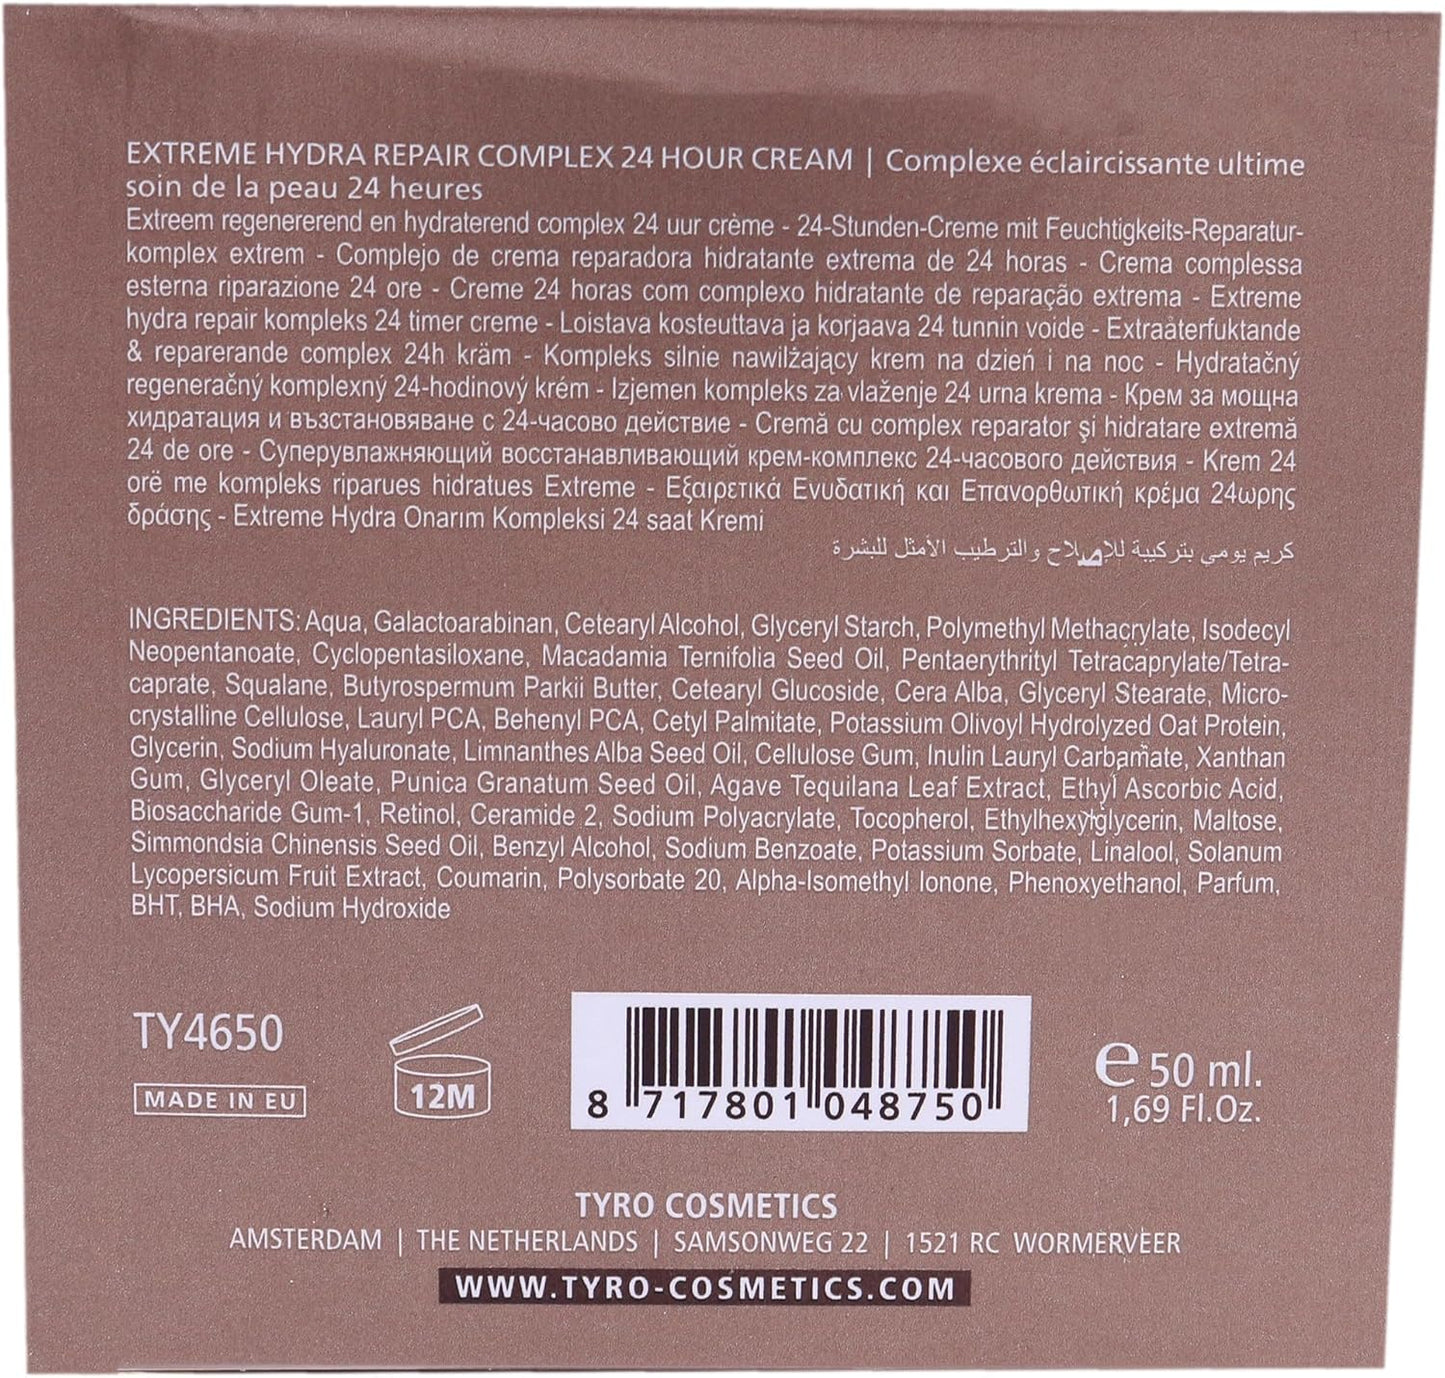 EXTREME HYDRA REPAIR COMPLEX 24 HOUR CREAM | Complexe éclaircissante ultime
soin de la peau 24 heures
Extreem regenererend en hydraterend complex 24 uur crème - 24-Stunden-Creme mit Feuchtigkeits-Reparatur-
komplex extrem - Complejo de crema reparadora hidratante extrema de 24 horas - Crema complessa
esterna riparazione 24 ore - Creme 24 horas com complexo hidratante de reparação extrema - Extreme
hydra repair kompleks 24 timer creme - Loistava kosteuttava ja korjaava 24 tunnin voide - Extraåterfuktande
& reparerande complex 24h kräm - Kompleks silnie nawilżający krem na dzień i na noc - Hydratačný
regeneračný komplexný 24-hodinový krém - Izjemen kompleks za vlaženje 24 urna krema - Крем за мощна
хидратация и възстановяване с 24-часово действие - Cremă cu complex reparator şi hidratare extremă
24 de ore - Суперувлажняющий восстанавливающий крем-комплекс 24-часового действия - Krem 24
orë me kompleks riparues hidratues Extreme - Εξαιρετικά Ενυδατική και Επανορθωτική κρέμα 24ωρης
δράσης - Extreme Hydra Onarım Kompleksi 24 saat Kremi
كريم يومي بتركيبة للإصلاح والترطيب الأمثل للبشرة
INGREDIENTS: Aqua, Galactoarabinan, Cetearyl Alcohol, Glyceryl Starch, Polymethyl Methacrylate, Isodecyl
Neopentanoate, Cyclopentasiloxane, Macadamia Ternifolia Seed Oil, Pentaerythrityl Tetracaprylate/Tetra-
caprate, Squalane, Butyrospermum Parkii Butter, Cetearyl Glucoside, Cera Alba, Glyceryl Stearate, Micro-
crystalline Cellulose, Lauryl PCA, Behenyl PCA, Cetyl Palmitate, Potassium Olivoyl Hydrolyzed Oat Protein,
Glycerin, Sodium Hyaluronate, Limnanthes Alba Seed Oil, Cellulose Gum, Inulin Lauryl Carbamate, Xanthan
Gum, Glyceryl Oleate, Punica Granatum Seed Oil, Agave Tequilana Leaf Extract, Ethyl Ascorbic Acid,
Biosaccharide Gum-1, Retinol, Ceramide 2, Sodium Polyacrylate, Tocopherol, Ethylhexylglycerin, Maltose,
Simmondsia Chinensis Seed Oil, Benzyl Alcohol, Sodium Benzoate, Potassium Sorbate, Linalool, Solanum
Lycopersicum Fruit Extract, Coumarin, Polysorbate 20, Alpha-Isomethyl Ionone, Phenoxyethanol, Parfum,
BHT, BHA, Sodium Hydroxide
TY4650
MADE IN EU
12M
8 717801 048750
e 50 ml.
1,69 Fl.Oz.
TYRO COSMETICS
AMSTERDAM | THE NETHERLANDS | SAMSONWEG 22 | 1521 RC WORMERVEER
WWW.TYRO-COSMETICS.COM